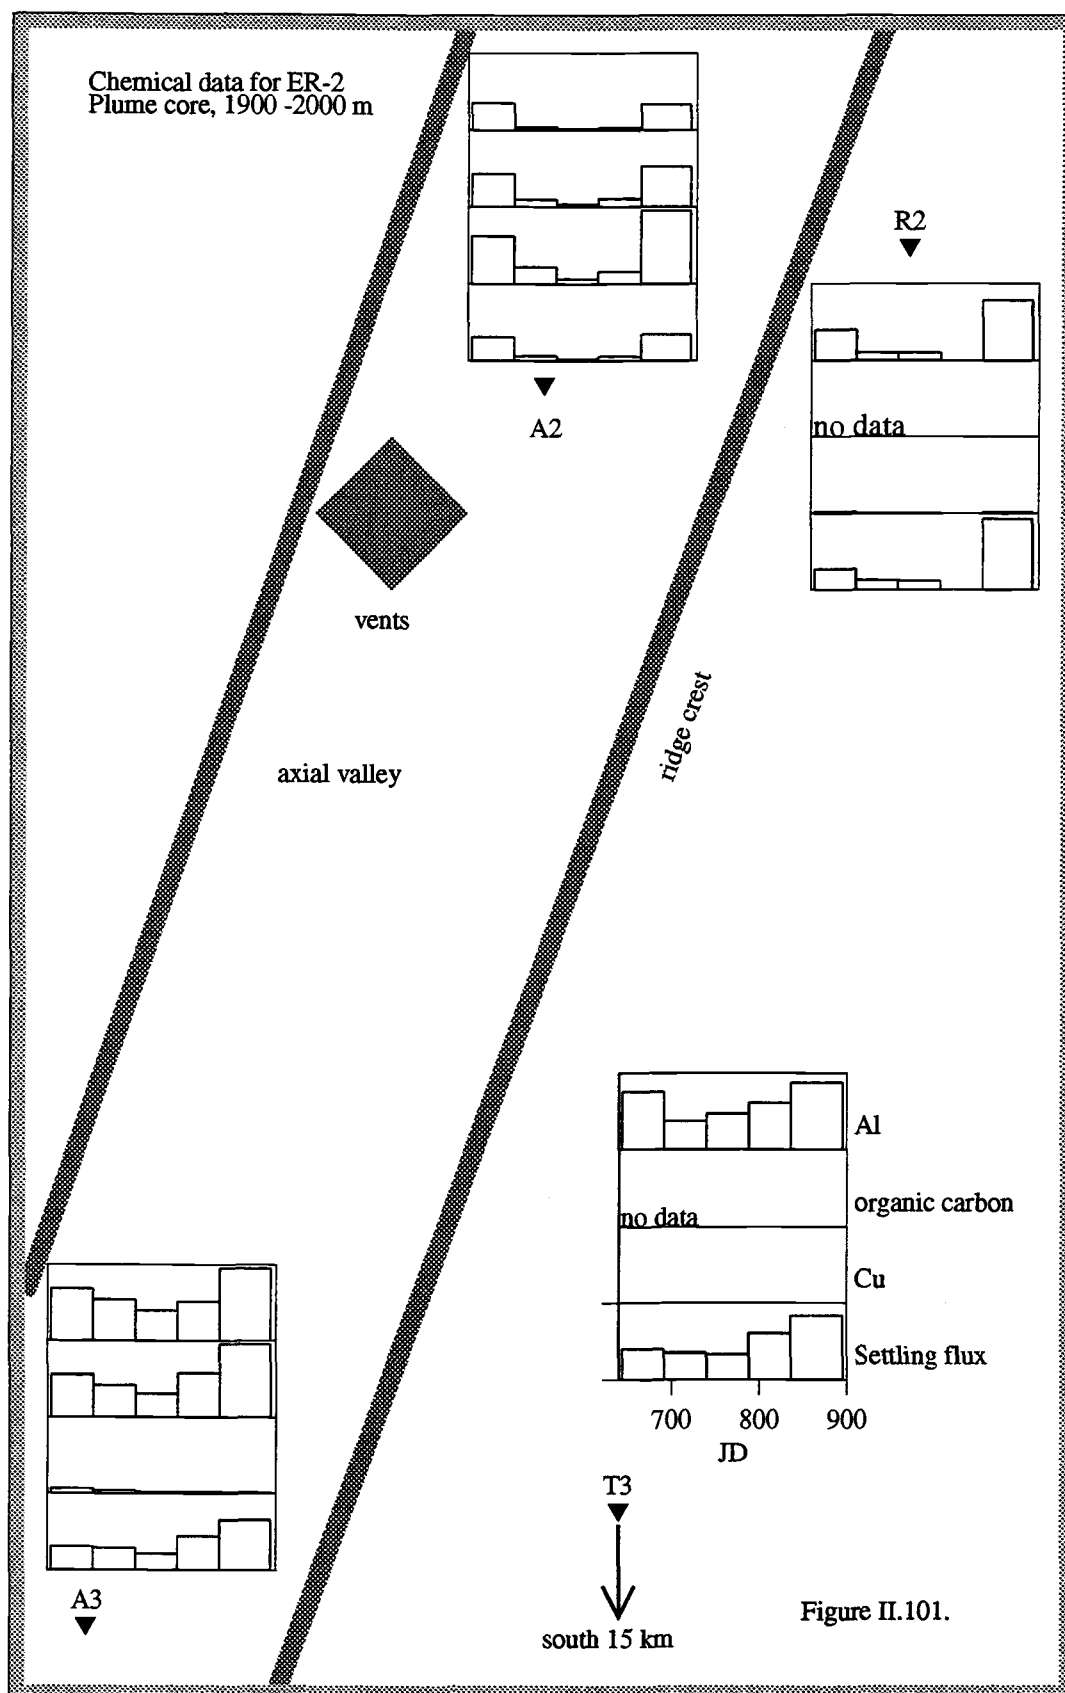 Chemical data for ER-2
Plume core, 1900 -2000 m
R2
A2
no data
vents
ridge crest
axial valley
Al
no data
organic carbon
Cu
Settling flux
700 800 900
JD
T3
A3
Figure II.101.
south 15 km